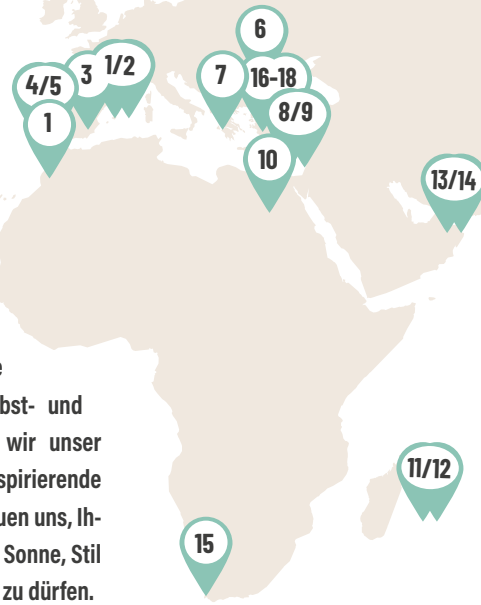 6
1/2
3
7
16-18
4/5
8/9
1
10
13/14
e
bst- und
wir unser
spirierende
uen uns, Ih-
Sonne, Stil
zu dürfen.
11/12
15